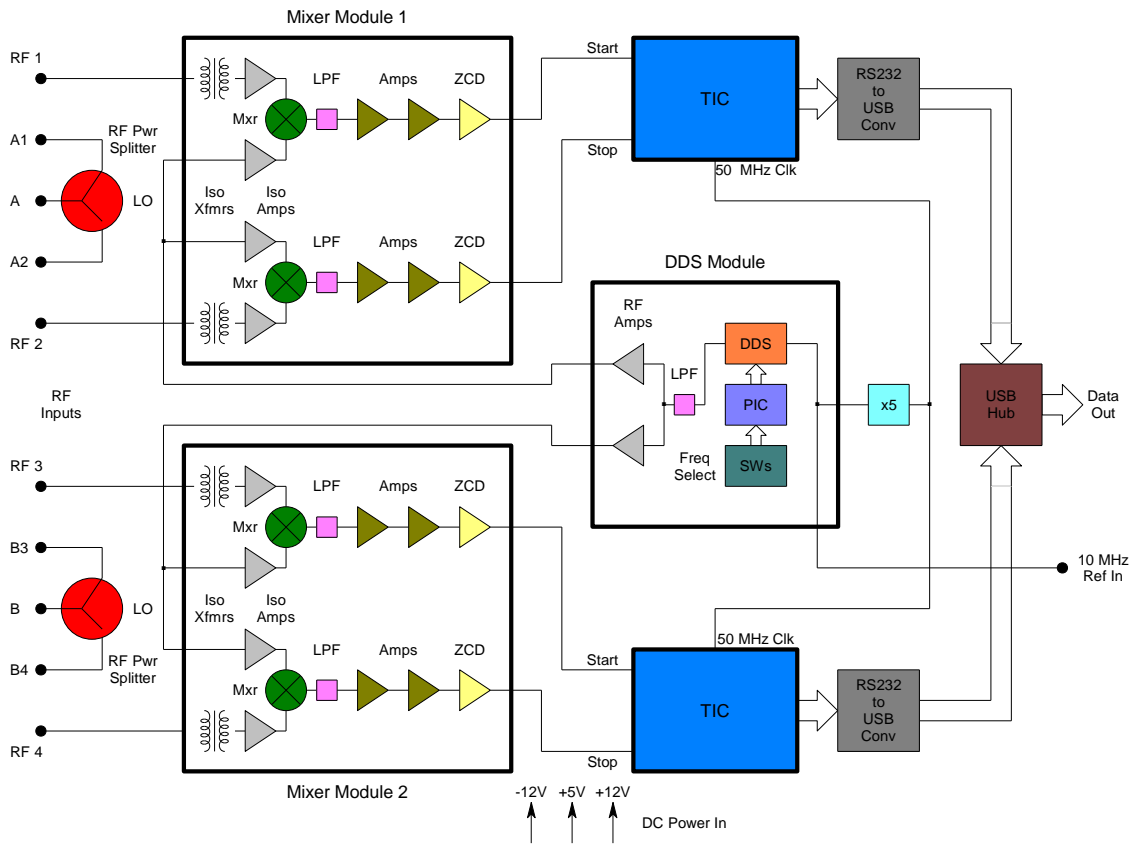 Mixer Module 1
RF 1
LPF
Amps
ZCD
Mxr
Start
TIC
RS232
to
USB
Conv
A1
RF Pwr
Splitter
Stop
50 MHz Clk
A
LO
Iso
Xfmrs
Iso
Amps
A2
LPF
Amps
ZCD
Mxr
RF 2
DDS Module
RF
Amps
DDS
LPF
PIC
x5
USB
Hub
Data
Out
RF
Inputs
Freq
Select
SWs
RF 3
LPF
Amps
ZCD
Mxr
B3
10 MHz
Ref In
B
LO
Iso
Xfmrs
Iso
Amps
50 MHz Clk
B4
RF Pwr
Splitter
LPF
Amps
ZCD
Start
Mxr
TIC
RS232
to
USB
Conv
RF 4
Stop
Mixer Module 2
-12V
+5V
+12V
DC Power In